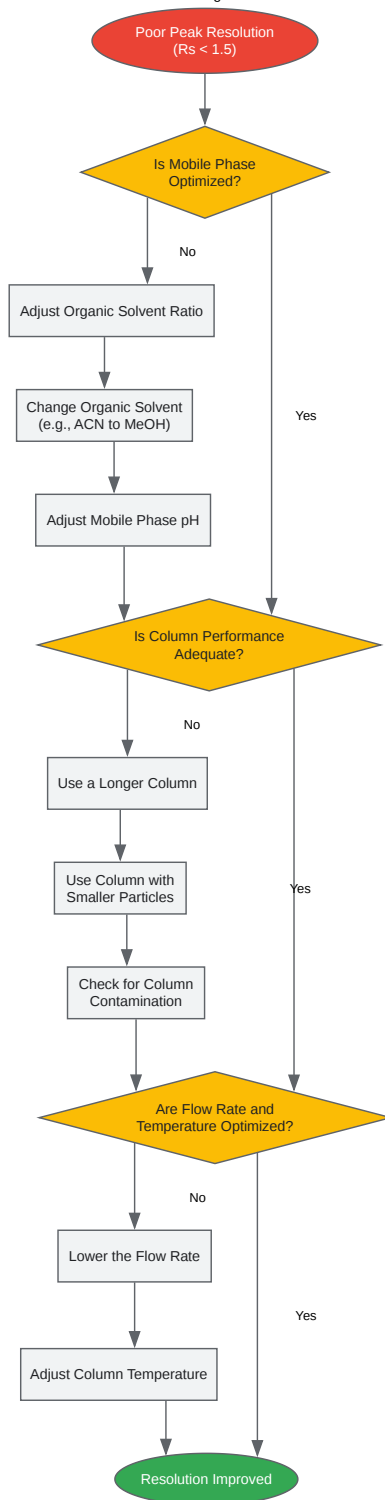 Poor Peak Resolution
(Rs < 1.5)
Is Mobile Phase
Optimized?
No
Adjust Organic Solvent Ratio
Change Organic Solvent
(e.g., ACN to MeOH)
Yes
Adjust Mobile Phase pH
Is Column Performance
Adequate?
No
Use a Longer Column
Use Column with
Smaller Particles
Yes
Check for Column
Contamination
Are Flow Rate and
Temperature Optimized?
No
Lower the Flow Rate
Yes
Adjust Column Temperature
Resolution Improved